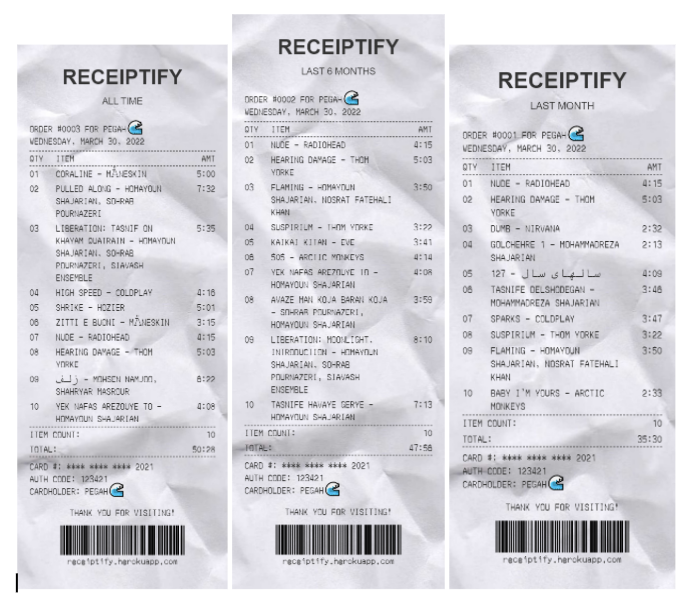 RECEIPTIFY
ALL TIME
ORDER #0003 FOR PEGAH
WEDNESDAY, MARCH 30, 2022
QTY ITEM AMT
01 CORALINE - MÅNESKIN 5:00
02 PULLED ALONG - HOMAYOUN 7:32
SHAJARIAN, SOHRAB
POURNAZERI
03 LIBERATION: TASNIF ON 5:35
KHAYAM QUATRAIN - HOMAYOUN
SHAJARIAN, SOHRAB
POURNAZERI, SIAVASH
ENSEMBLE
04 HIGH SPEED - COLDPLAY 4:16
05 SHRIKE - HOZIER 5:01
06 ZITTI E BUONI - MÅNESKIN 3:15
07 NUDE - RADIOHEAD 4:15
08 HEARING DAMAGE - THOM 5:03
YORKE
09 زلف - MOHSEN NAMJOO, 6:22
SHAHRYAR MASROUR
10 YEK NAFAS AREZOUYE TO - 4:08
HOMAYOUN SHAJARIAN
ITEM COUNT: 10
TOTAL: 50:28
CARD #: **** **** **** 2021
AUTH CODE: 123421
CARDHOLDER: PEGAH
THANK YOU FOR VISITING!
receiptify.herokuapp.com
RECEIPTIFY
LAST 6 MONTHS
ORDER #0002 FOR PEGAH
WEDNESDAY, MARCH 30, 2022
QTY ITEM AMT
01 NUDE - RADIOHEAD 4:15
02 HEARING DAMAGE - THOM 5:03
YORKE
03 FLAMING - HOMAYOUN 3:50
SHAJARIAN, NOSRAT FATEHALI
KHAN
04 SUSPIRIUM - THOM YORKE 3:22
05 KAIKAI KITAN - EVE 3:41
06 505 - ARCTIC MONKEYS 4:14
07 YEK NAFAS AREZOUYE TO - 4:08
HOMAYOUN SHAJARIAN
08 AVAZE MAN KOJA BARAN KOJA 3:59
- SOHRAB POURNAZERI,
HOMAYOUN SHAJARIAN
09 LIBERATION: MOONLIGHT, 8:10
INTRODUCTION - HOMAYOUN
SHAJARIAN, SOHRAB
POURNAZERI, SIAVASH
ENSEMBLE
10 TASNIFE HAVAYE GERYE - 7:13
HOMAYOUN SHAJARIAN
ITEM COUNT: 10
TOTAL: 47:56
CARD #: **** **** **** 2021
AUTH CODE: 123421
CARDHOLDER: PEGAH
THANK YOU FOR VISITING!
receiptify.herokuapp.com
RECEIPTIFY
LAST MONTH
ORDER #0001 FOR PEGAH
WEDNESDAY, MARCH 30, 2022
QTY ITEM AMT
01 NUDE - RADIOHEAD 4:15
02 HEARING DAMAGE - THOM 5:03
YORKE
03 DUMB - NIRVANA 2:32
04 GOLCHEHRE 1 - MOHAMMADREZA 2:13
SHAJARIAN
05 سالهای سال - 127 4:09
06 TASNIFE DELSHODEGAN - 3:46
MOHAMMADREZA SHAJARIAN
07 SPARKS - COLDPLAY 3:47
08 SUSPIRIUM - THOM YORKE 3:22
09 FLAMING - HOMAYOUN 3:50
SHAJARIAN, NOSRAT FATEHALI
KHAN
10 BABY I'M YOURS - ARCTIC 2:33
MONKEYS
ITEM COUNT: 10
TOTAL: 35:30
CARD #: **** **** **** 2021
AUTH CODE: 123421
CARDHOLDER: PEGAH
THANK YOU FOR VISITING!
receiptify.herokuapp.com